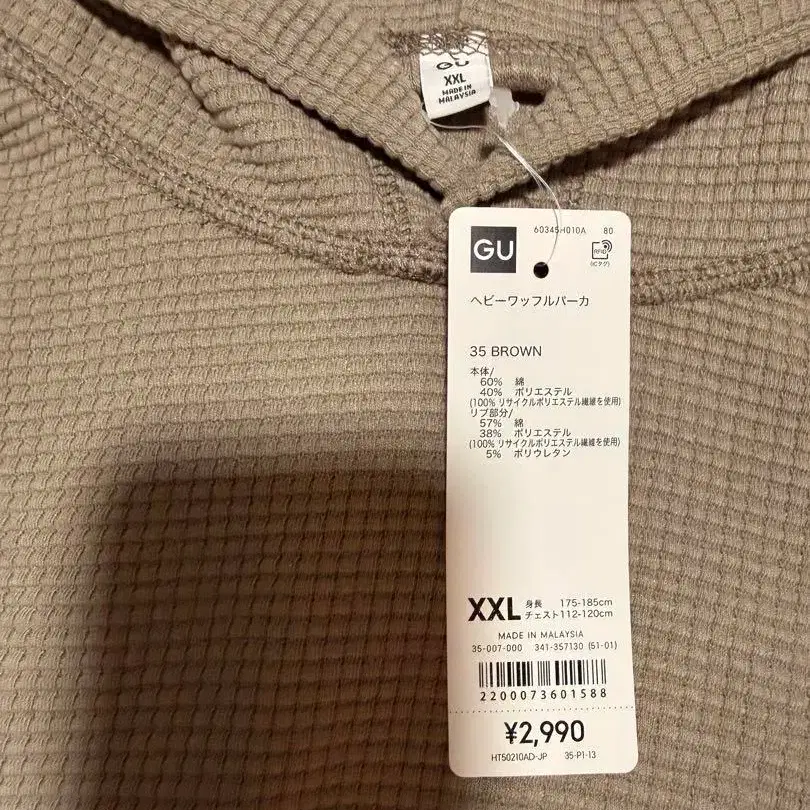 GU
XXL
MADE IN
MALAYSIA
60345H010A 80
GU
RFID
(ICタグ)
ヘビーワッフルパーカ
35 BROWN
本体/
60% 綿
40% ポリエステル
(100% リサイクルポリエステル繊維を使用)
リブ部分/
57% 綿
38% ポリエステル
(100% リサイクルポリエステル繊維を使用)
5% ポリウレタン
XXL 身長 175-185cm
チェスト112-120cm
MADE IN MALAYSIA
35-007-000 341-357130 (51-01)
2200073601588
¥2,990
HT50210AD-JP 35-P1-13